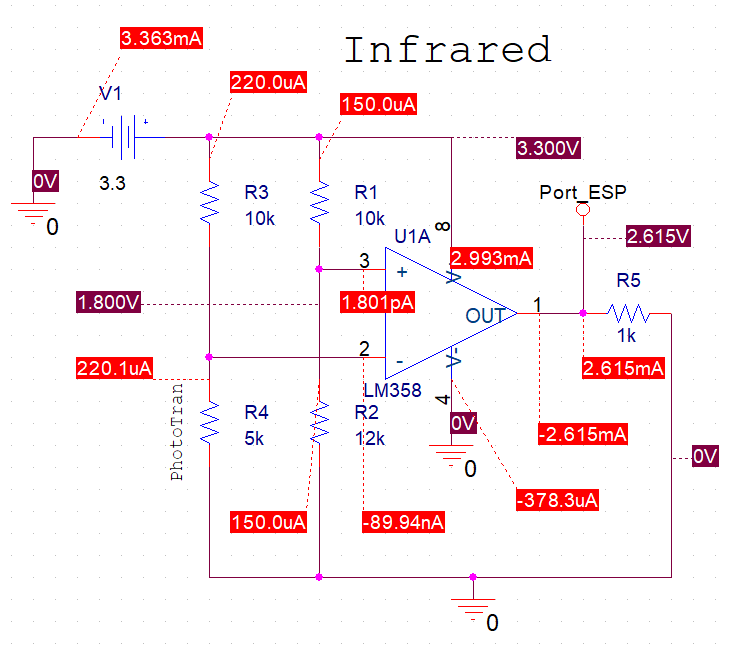 Infrared
3.363mA
V1
220.0uA
150.0uA
3.300V
0V
3.3
0
R3
10k
R1
10k
Port_ESP
8
U1A
2.615V
3
+
V
2.993mA
1.800V
1.801pA
R5
OUT
1
1k
2
-
V-
220.1uA
2.615mA
LM358
4
PhotoTran
R4
5k
R2
12k
0V
-2.615mA
0V
0
-378.3uA
150.0uA
-89.94nA
0